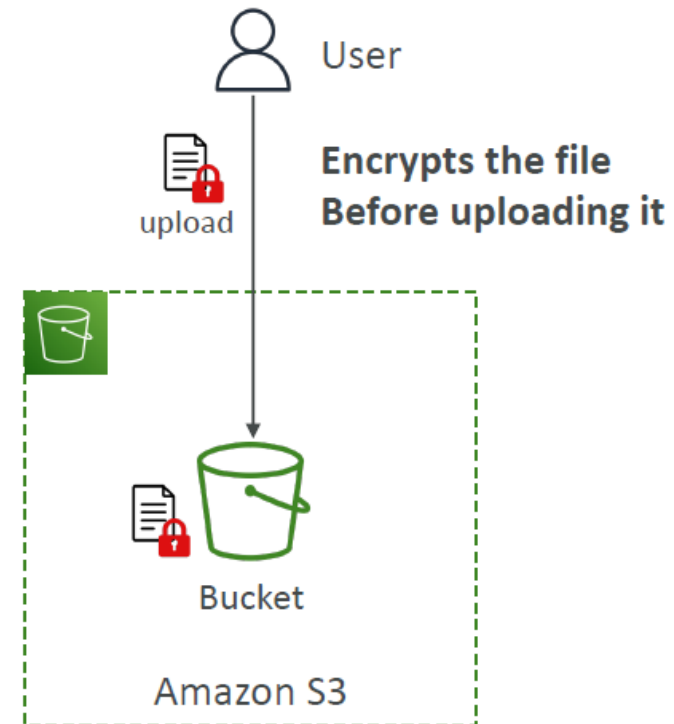 User
Encrypts the file
Before uploading it
upload
Bucket
Amazon S3